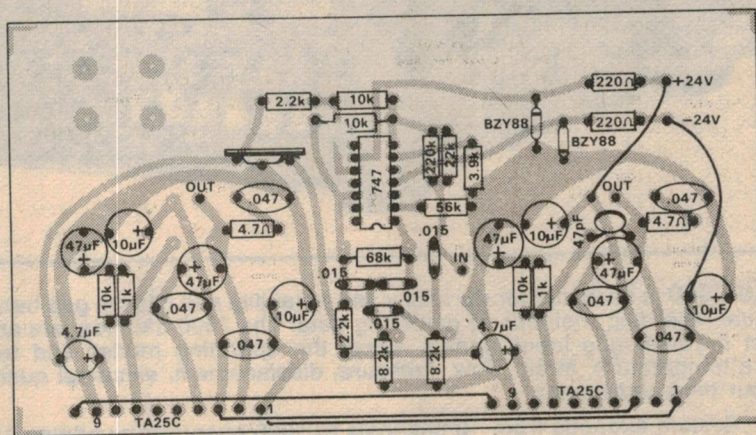 2.2k
10k
10k
220Ω
+24V
220Ω
−24V
BZY88
BZY88
747
220k
22k
3.9k
56k
OUT
.047
4.7Ω
47µF
10µF
47µF
10k
1k
.047
10µF
.047
4.7µF
68k
.015
.015
.015
.015
IN
2.2k
8.2k
8.2k
OUT
.047
4.7Ω
47pF
47µF
10µF
47µF
10k
1k
.047
10µF
.047
4.7µF
9
TA25C
1
9
TA25C
1